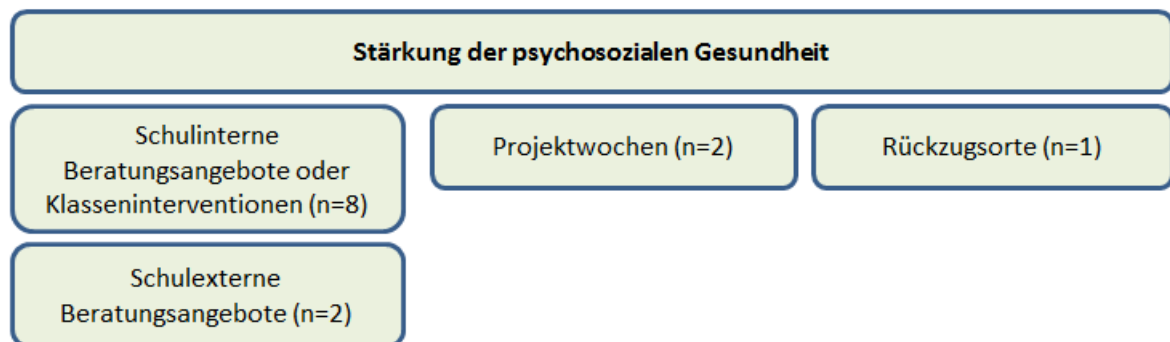 Stärkung der psychosozialen Gesundheit
Schulinterne
Beratungsangebote oder
Klasseninterventionen (n=8)
Projektwochen (n=2)
Rückzugsorte (n=1)
Schulexterne
Beratungsangebote (n=2)